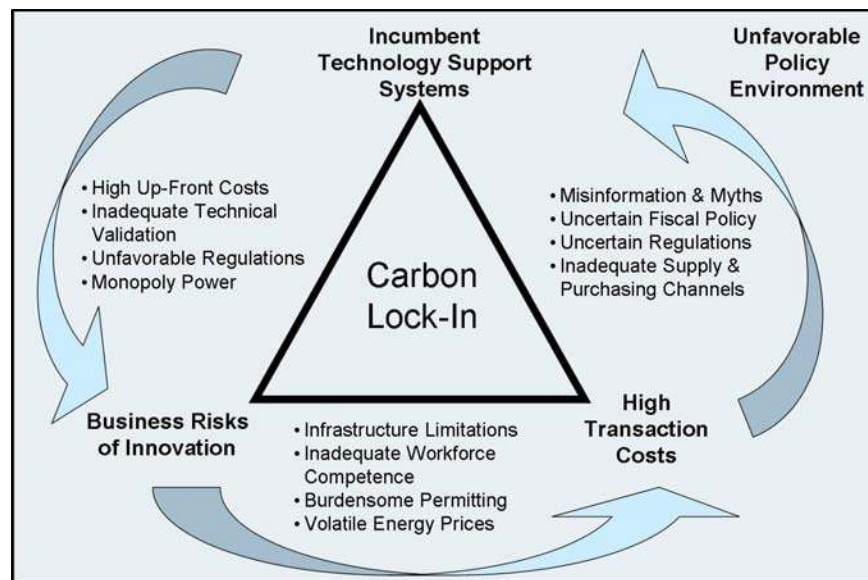 Incumbent
Technology Support
Systems
Unfavorable
Policy
Environment
• High Up-Front Costs
• Inadequate Technical
Validation
• Unfavorable Regulations
• Monopoly Power
• Misinformation & Myths
• Uncertain Fiscal Policy
• Uncertain Regulations
• Inadequate Supply &
Purchasing Channels
Carbon
Lock-In
Business Risks
of Innovation
• Infrastructure Limitations
• Inadequate Workforce
Competence
• Burdensome Permitting
• Volatile Energy Prices
High
Transaction
Costs